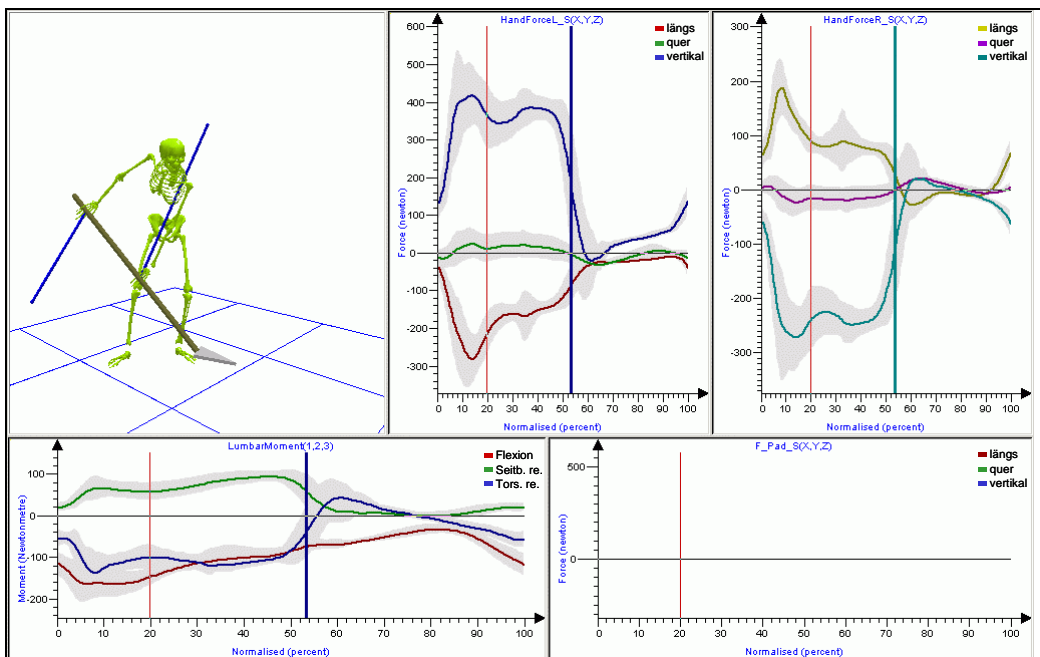 HandForceL_S(X,Y,Z)
längs
quer
vertikal
600
500
400
300
200
100
0
-100
-200
-300
Force (newton)
0 10 20 30 40 50 60 70 80 90 100
Normalised (percent)
HandForceR_S(X,Y,Z)
längs
quer
vertikal
300
200
100
0
-100
-200
-300
Force (newton)
0 10 20 30 40 50 60 70 80 90 100
Normalised (percent)
LumbarMoment(1,2,3)
Flexion
Seitb. re.
Tors. re.
100
0
-100
-200
Moment (Newtonmetre)
0 10 20 30 40 50 60 70 80 90 100
Normalised (percent)
F_Pad_S(X,Y,Z)
längs
quer
vertikal
500
0
Force (newton)
0 10 20 30 40 50 60 70 80 90 100
Normalised (percent)